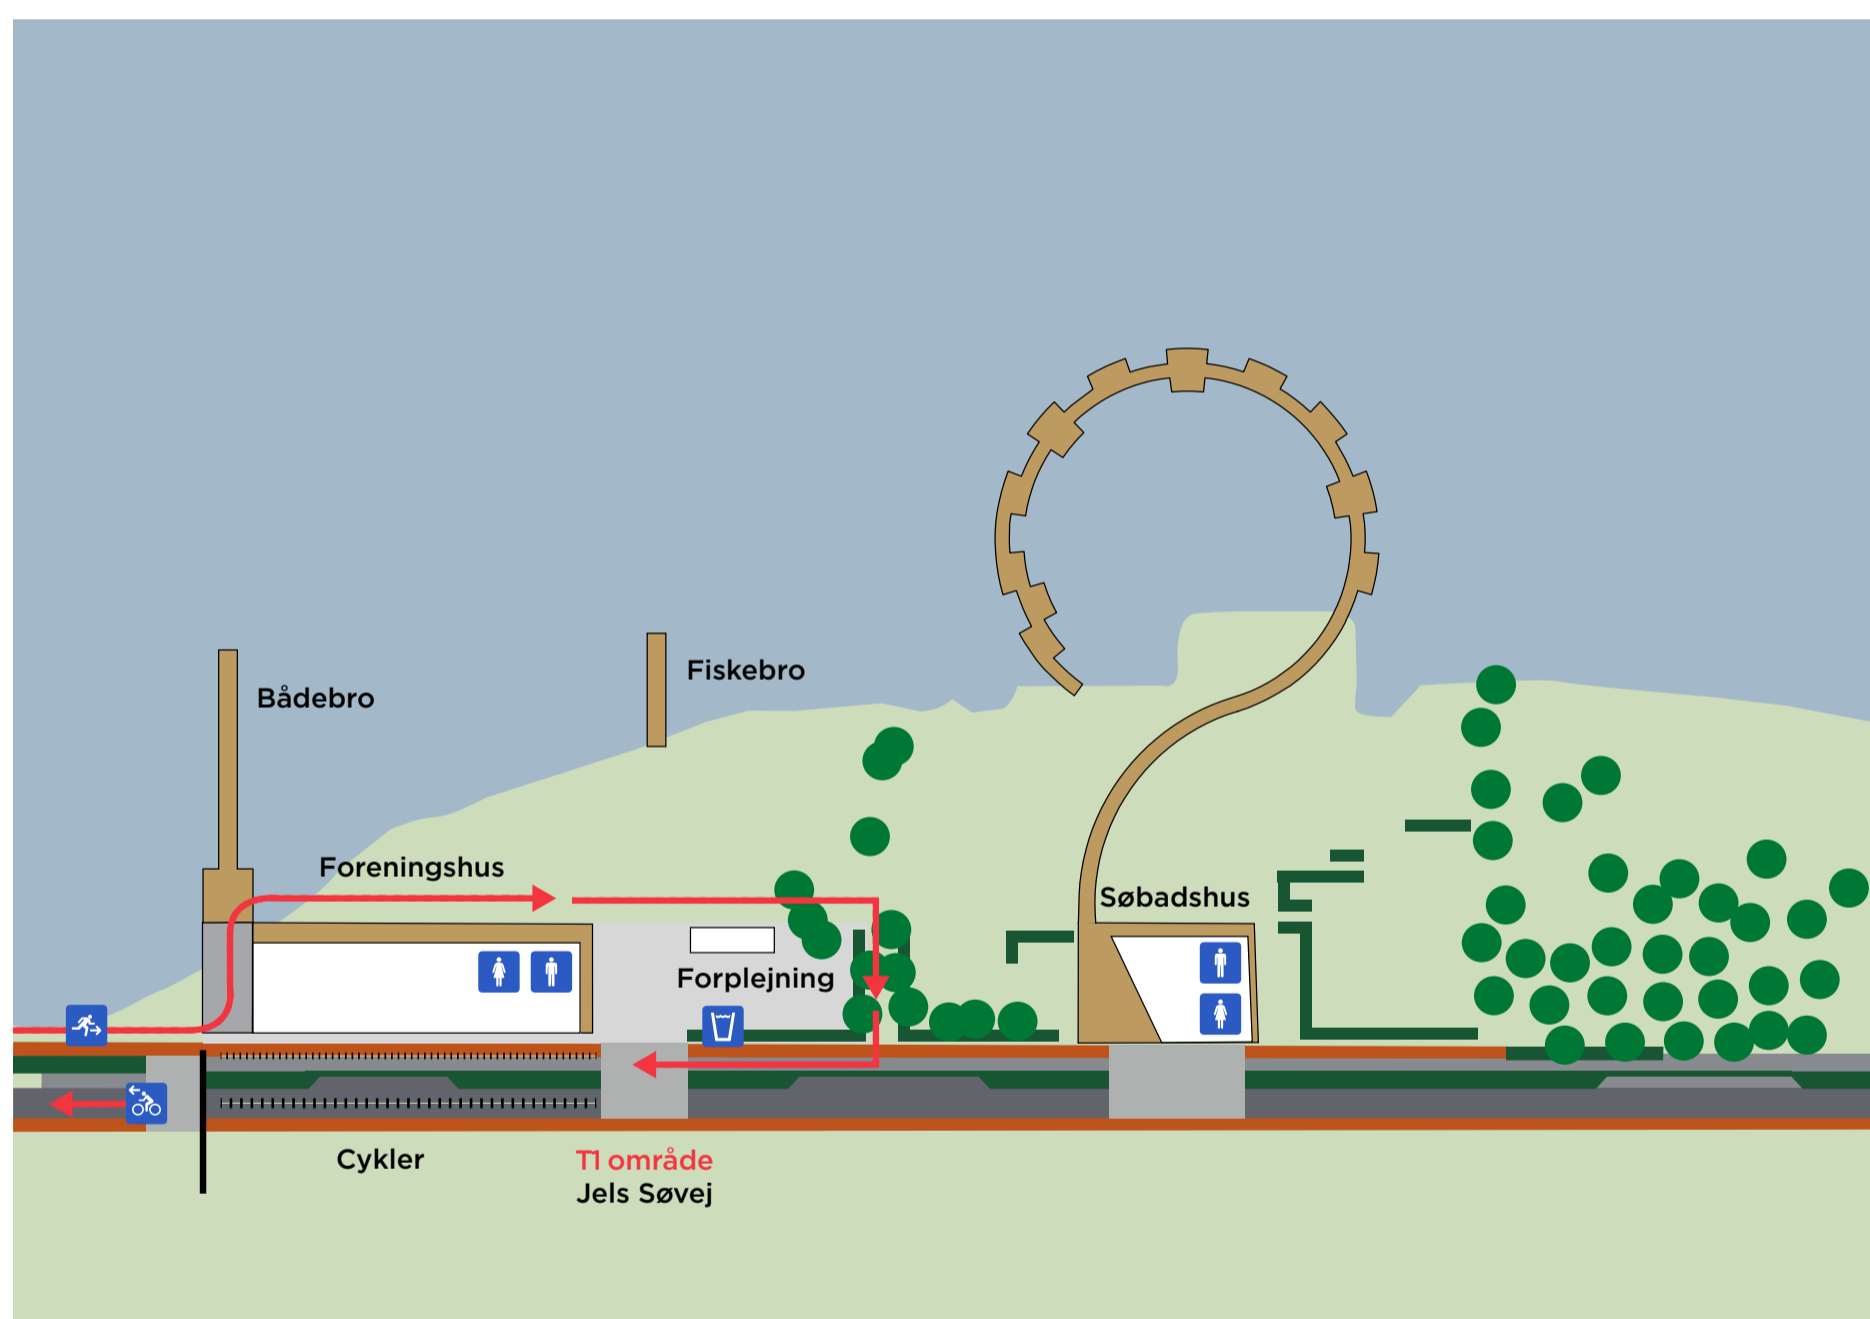 Fiskebro
Bådebro
Foreningshus
Søbadshus
Forplejning
Cykler
T1 område
Jels Søvej